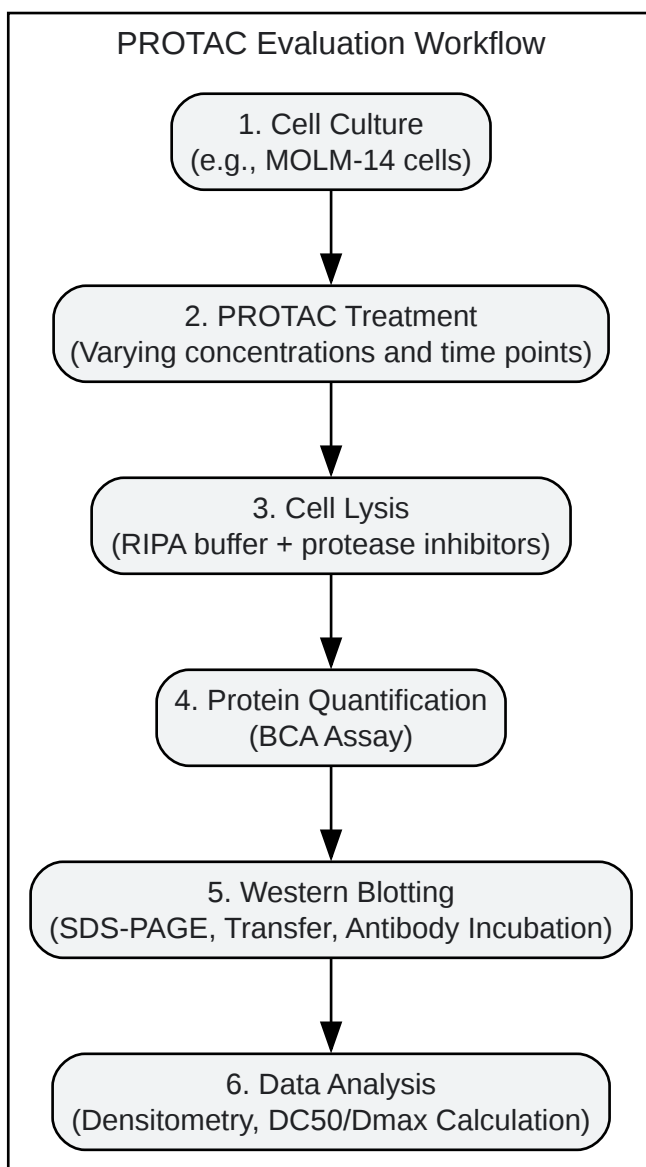 PROTAC Evaluation Workflow
1. Cell Culture
(e.g., MOLM-14 cells)
2. PROTAC Treatment
(Varying concentrations and time points)
3. Cell Lysis
(RIPA buffer + protease inhibitors)
4. Protein Quantification
(BCA Assay)
5. Western Blotting
(SDS-PAGE, Transfer, Antibody Incubation)
6. Data Analysis
(Densitometry, DC50/Dmax Calculation)